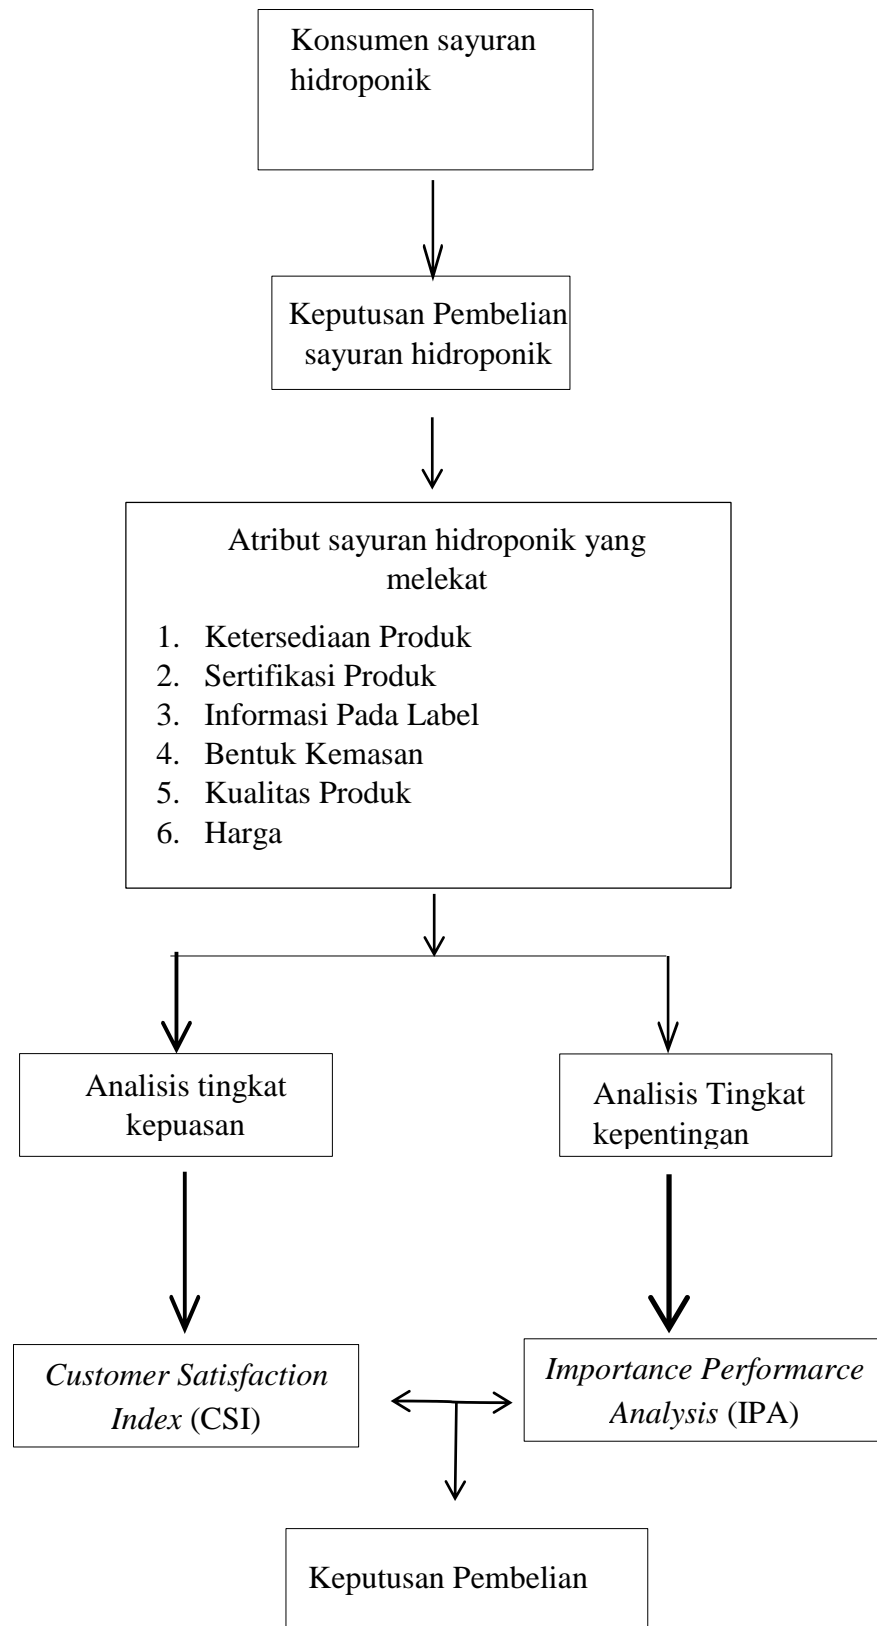 Konsumen sayuran
hidroponik
Keputusan Pembelian
sayuran hidroponik
Atribut sayuran hidroponik yang
melekat
1. Ketersediaan Produk
2. Sertifikasi Produk
3. Informasi Pada Label
4. Bentuk Kemasan
5. Kualitas Produk
6. Harga
Analisis tingkat
kepuasan
Analisis Tingkat
kepentingan
Customer Satisfaction
Index (CSI)
Importance Performarce
Analysis (IPA)
Keputusan Pembelian